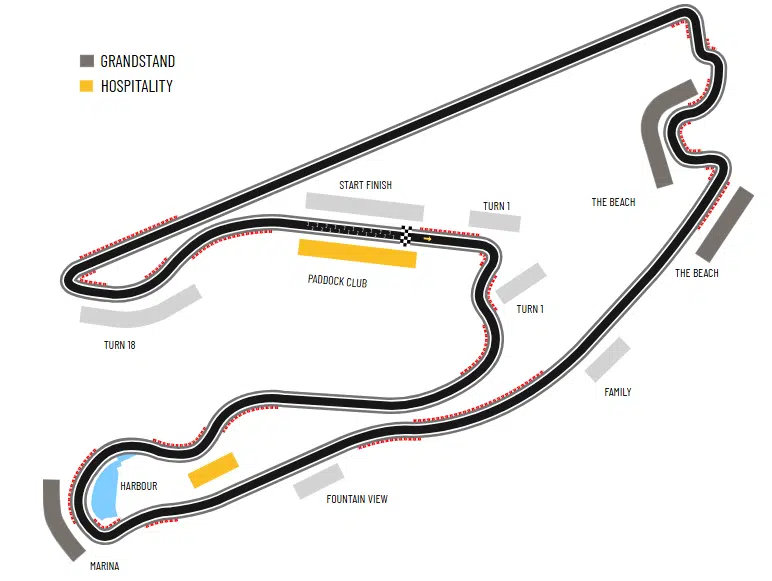 GRANDSTAND
HOSPITALITY
START FINISH
TURN 1
THE BEACH
THE BEACH
PADDOCK CLUB
TURN 1
TURN 18
FAMILY
HARBOUR
FOUNTAIN VIEW
MARINA